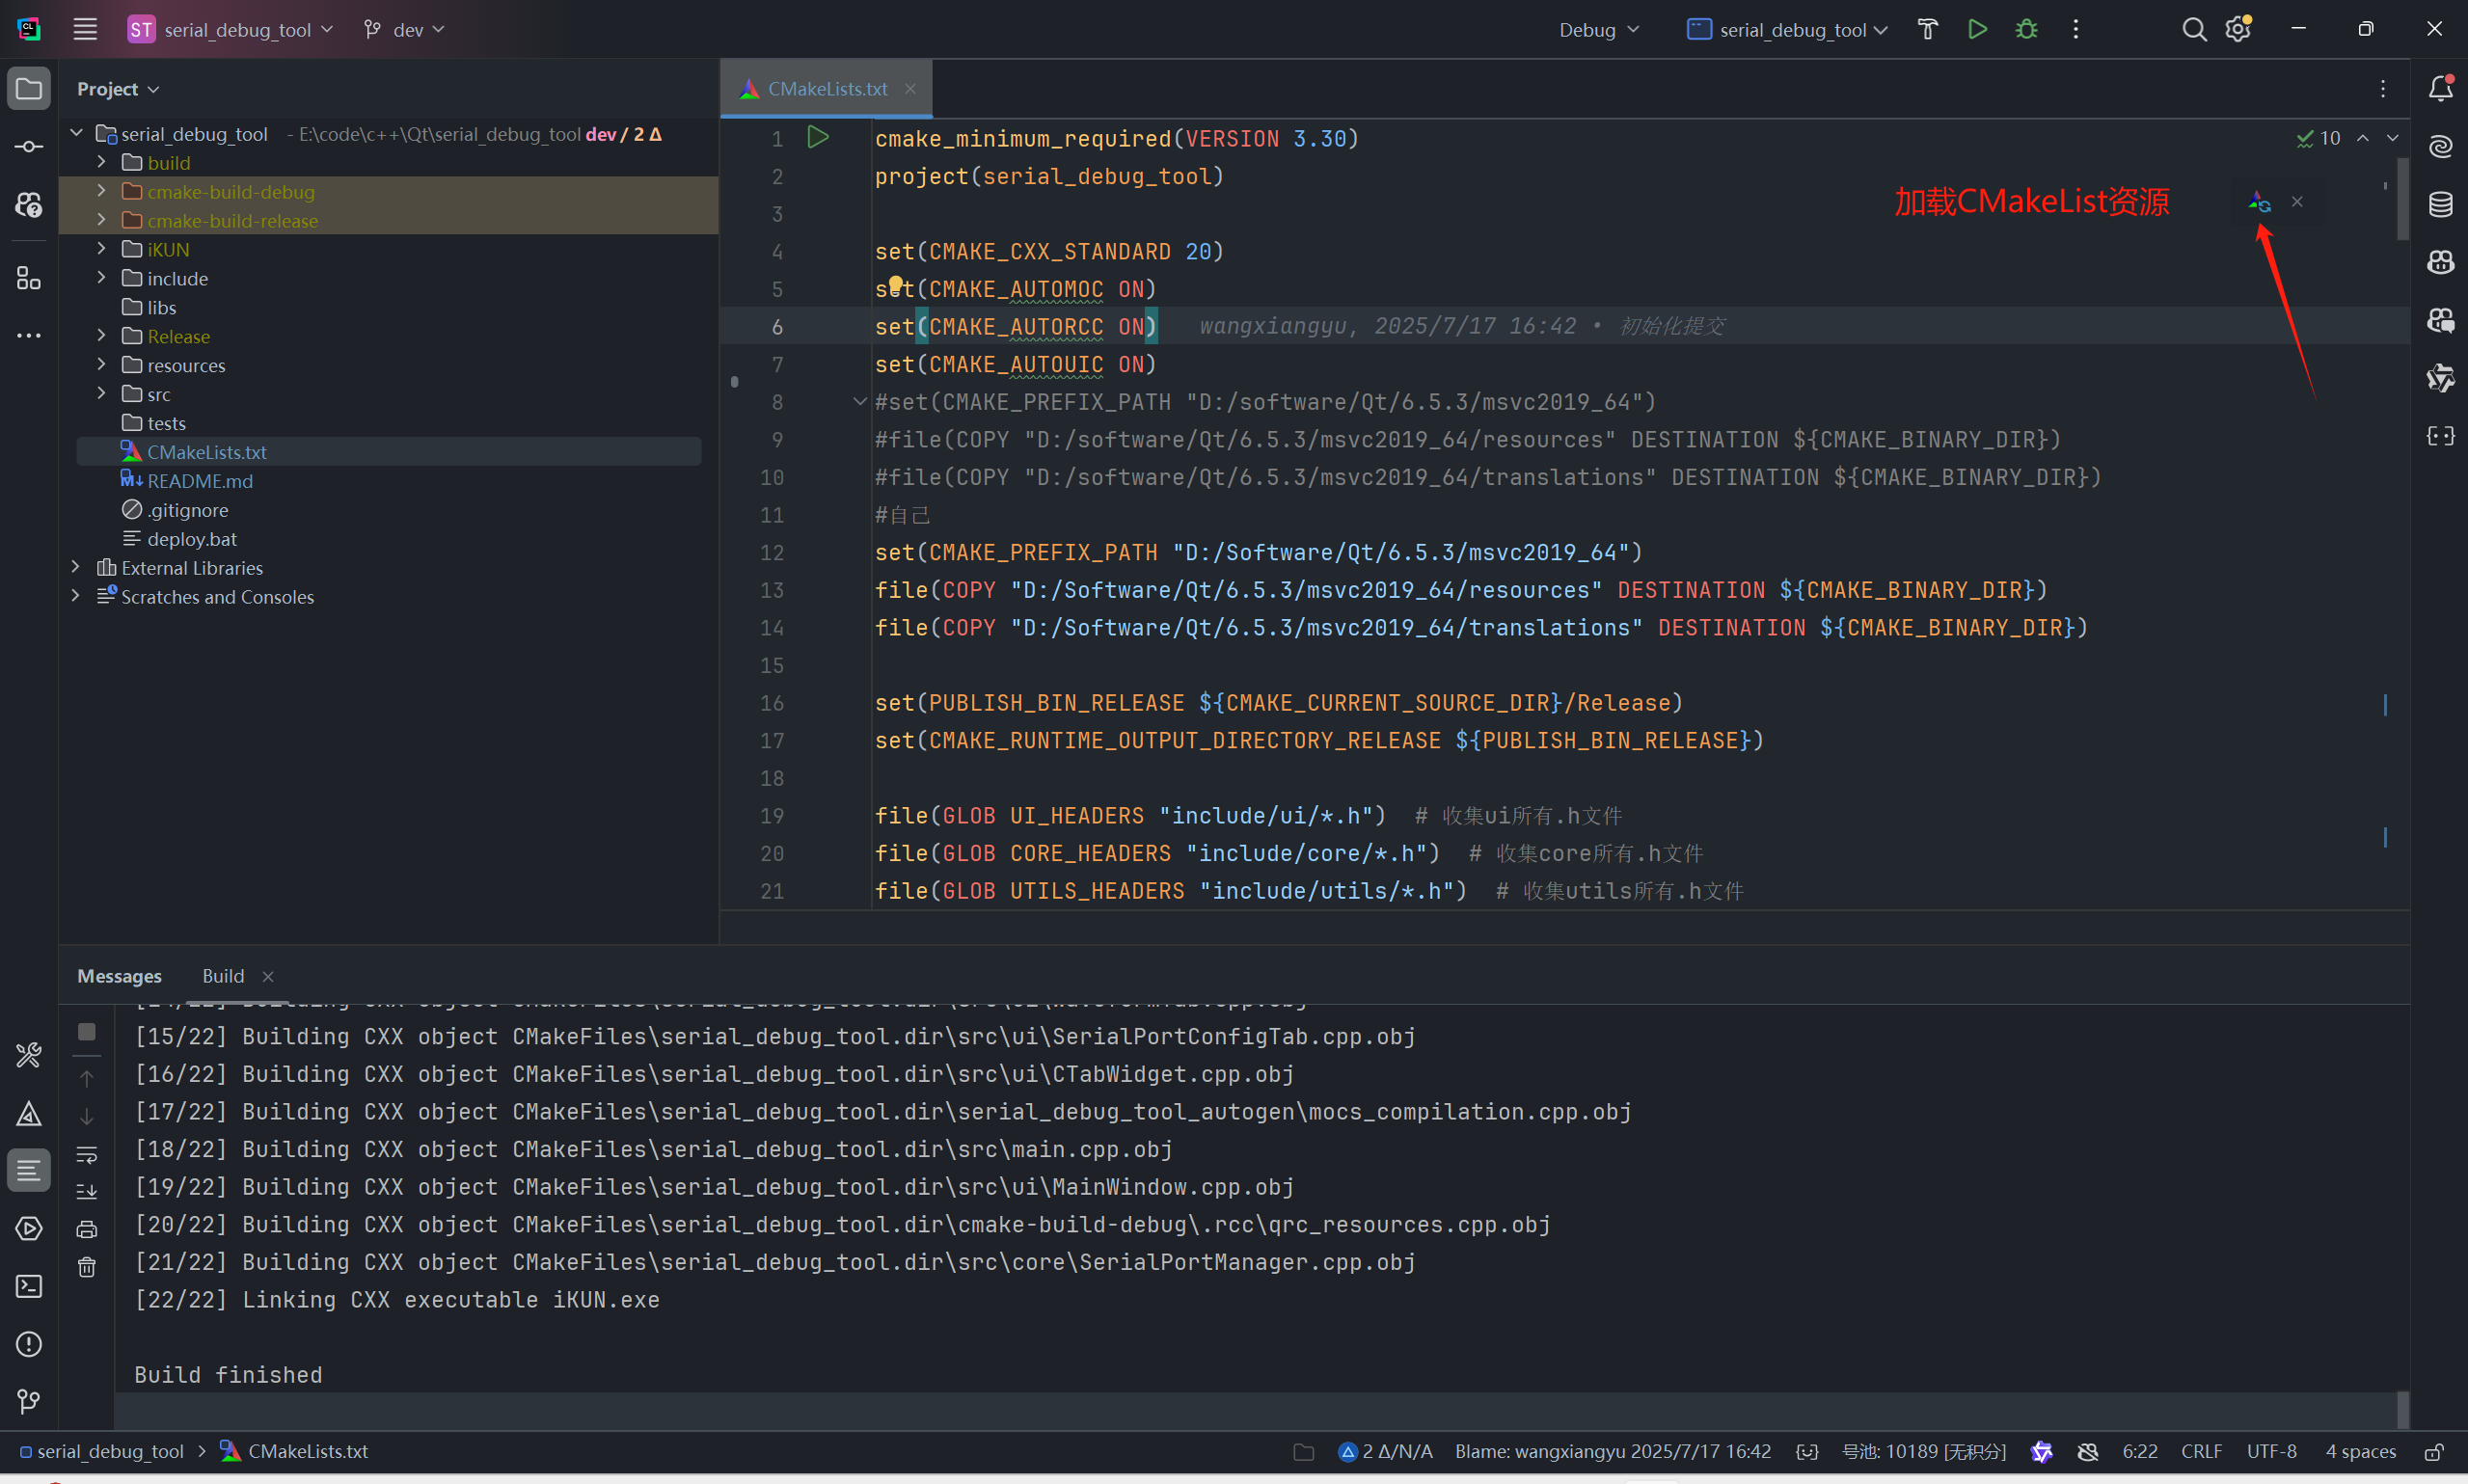 ST serial_debug_tool dev Debug serial_debug_tool
Project
CMakeLists.txt
serial_debug_tool - E:\code\c++\Qt\serial_debug_tool dev / 2 Δ
build
cmake-build-debug
cmake-build-release
iKUN
include
libs
Release
resources
src
tests
CMakeLists.txt
README.md
.gitignore
deploy.bat
External Libraries
Scratches and Consoles
10
加载CMakeList资源
1 cmake_minimum_required(VERSION 3.30)
2 project(serial_debug_tool)
3
4 set(CMAKE_CXX_STANDARD 20)
5 set(CMAKE_AUTOMOC ON)
6 set(CMAKE_AUTORCC ON) wangxiangyu, 2025/7/17 16:42 • 初始化提交
7 set(CMAKE_AUTOUIC ON)
8 #set(CMAKE_PREFIX_PATH "D:/software/Qt/6.5.3/msvc2019_64")
9 #file(COPY "D:/software/Qt/6.5.3/msvc2019_64/resources" DESTINATION ${CMAKE_BINARY_DIR})
10 #file(COPY "D:/software/Qt/6.5.3/msvc2019_64/translations" DESTINATION ${CMAKE_BINARY_DIR})
11 #自己
12 set(CMAKE_PREFIX_PATH "D:/Software/Qt/6.5.3/msvc2019_64")
13 file(COPY "D:/Software/Qt/6.5.3/msvc2019_64/resources" DESTINATION ${CMAKE_BINARY_DIR})
14 file(COPY "D:/Software/Qt/6.5.3/msvc2019_64/translations" DESTINATION ${CMAKE_BINARY_DIR})
15
16 set(PUBLISH_BIN_RELEASE ${CMAKE_CURRENT_SOURCE_DIR}/Release)
17 set(CMAKE_RUNTIME_OUTPUT_DIRECTORY_RELEASE ${PUBLISH_BIN_RELEASE})
18
19 file(GLOB UI_HEADERS "include/ui/*.h") # 收集ui所有.h文件
20 file(GLOB CORE_HEADERS "include/core/*.h") # 收集core所有.h文件
21 file(GLOB UTILS_HEADERS "include/utils/*.h") # 收集utils所有.h文件
Messages Build
[15/22] Building CXX object CMakeFiles\serial_debug_tool.dir\src\ui\SerialPortConfigTab.cpp.obj
[16/22] Building CXX object CMakeFiles\serial_debug_tool.dir\src\ui\CTabWidget.cpp.obj
[17/22] Building CXX object CMakeFiles\serial_debug_tool.dir\serial_debug_tool_autogen\mocs_compilation.cpp.obj
[18/22] Building CXX object CMakeFiles\serial_debug_tool.dir\src\main.cpp.obj
[19/22] Building CXX object CMakeFiles\serial_debug_tool.dir\src\ui\MainWindow.cpp.obj
[20/22] Building CXX object CMakeFiles\serial_debug_tool.dir\cmake-build-debug\.rcc\qrc_resources.cpp.obj
[21/22] Building CXX object CMakeFiles\serial_debug_tool.dir\src\core\SerialPortManager.cpp.obj
[22/22] Linking CXX executable iKUN.exe
Build finished
serial_debug_tool > CMakeLists.txt 2 Δ/N/A Blame: wangxiangyu 2025/7/17 16:42 号池: 10189 [无积分] 6:22 CRLF UTF-8 4 spaces